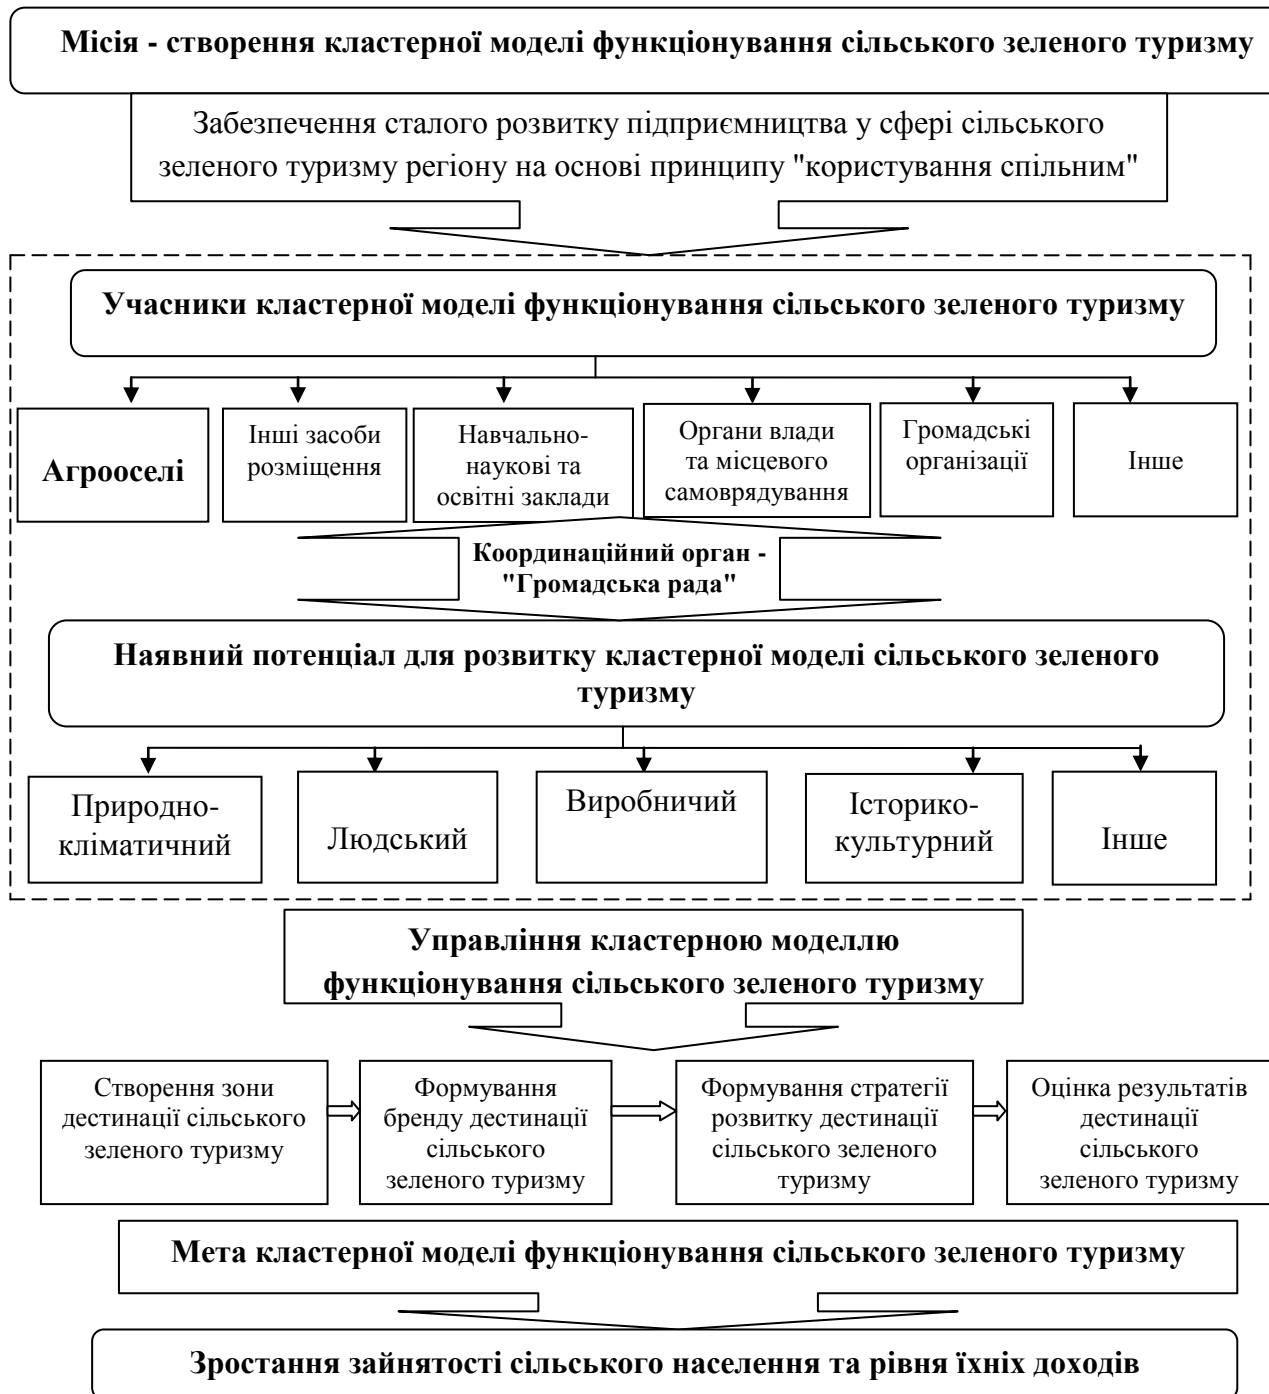 Місія - створення кластерної моделі функціонування сільського зеленого туризму
Забезпечення сталого розвитку підприємництва у сфері сільського
зеленого туризму регіону на основі принципу "користування спільним"
Учасники кластерної моделі функціонування сільського зеленого туризму
Агрооселі
Інші засоби
розміщення
Навчально-
наукові та
освітні заклади
Органи влади
та місцевого
самоврядування
Громадські
організації
Інше
Координаційний орган -
"Громадська рада"
Наявний потенціал для розвитку кластерної моделі сільського зеленого
туризму
Природно-
кліматичний
Людський
Виробничий
Історико-
культурний
Інше
Управління кластерною моделлю
функціонування сільського зеленого туризму
Створення зони
дестинації сільського
зеленого туризму
Формування
бренду дестинації
сільського
зеленого туризму
Формування стратегії
розвитку дестинації
сільського зеленого
туризму
Оцінка результатів
дестинації
сільського
зеленого туризму
Мета кластерної моделі функціонування сільського зеленого туризму
Зростання зайнятості сільського населення та рівня їхніх доходів